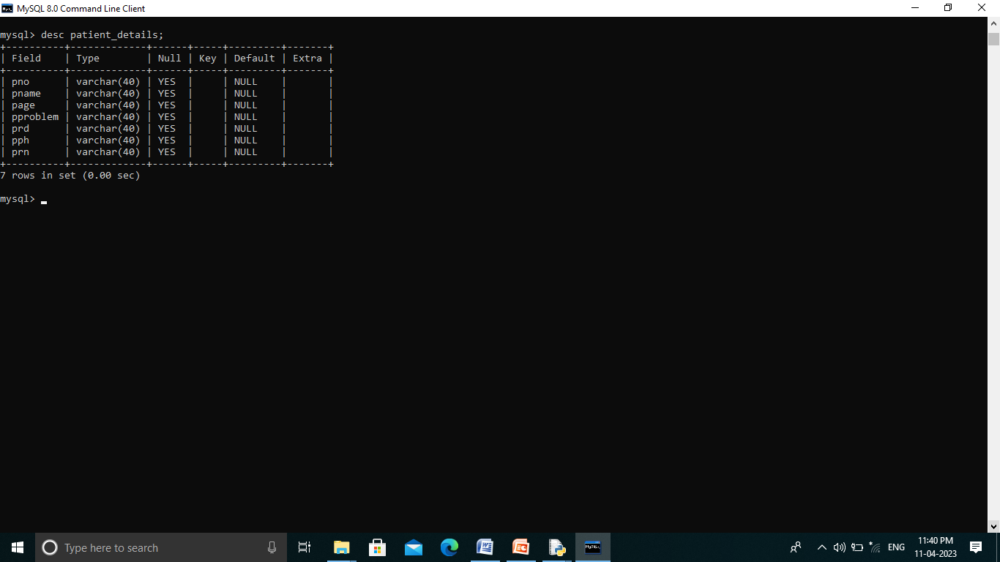 MySQL 8.0 Command Line Client
mysql> desc patient_details;
+----------+-------------+------+-----+---------+-------+
| Field    | Type        | Null | Key | Default | Extra |
+----------+-------------+------+-----+---------+-------+
| pno      | varchar(40) | YES  |     | NULL    |       |
| pname    | varchar(40) | YES  |     | NULL    |       |
| page     | varchar(40) | YES  |     | NULL    |       |
| pproblem | varchar(40) | YES  |     | NULL    |       |
| prd      | varchar(40) | YES  |     | NULL    |       |
| pph      | varchar(40) | YES  |     | NULL    |       |
| prn      | varchar(40) | YES  |     | NULL    |       |
+----------+-------------+------+-----+---------+-------+
7 rows in set (0.00 sec)
mysql>
Type here to search
ENG
11:40 PM
11-04-2023